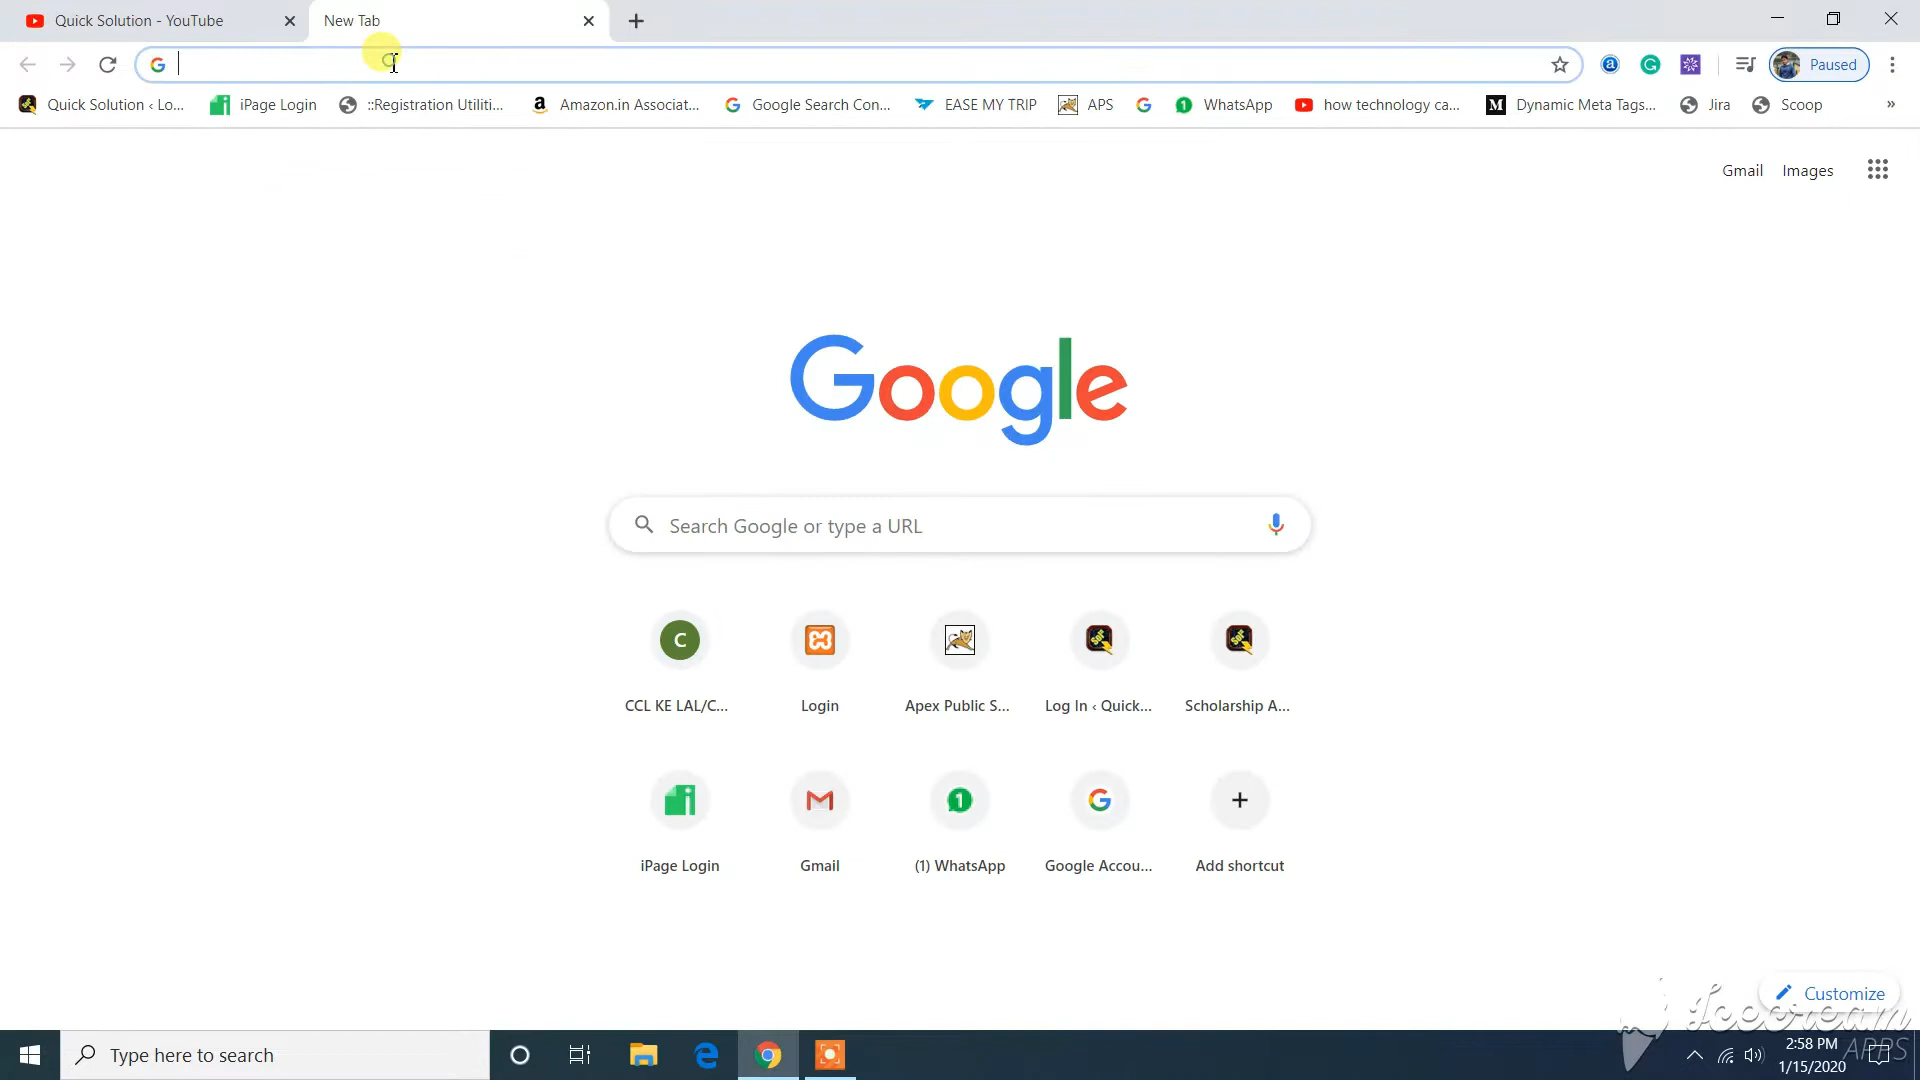 Quick Solution - YouTube
New Tab
Paused
Quick Solution ‹ Lo...
iPage Login
::Registration Utiliti...
Amazon.in Associat...
Google Search Con...
EASE MY TRIP
APS
WhatsApp
how technology ca...
Dynamic Meta Tags...
Jira
Scoop
»
Gmail
Images
Google
Search Google or type a URL
C
CCL KE LAL/C...
Login
Apex Public S...
Log In ‹ Quick...
Scholarship A...
1
iPage Login
Gmail
(1) WhatsApp
Google Accou...
Add shortcut
Customize
Icecream
APPS
Type here to search
2:58 PM
1/15/2020